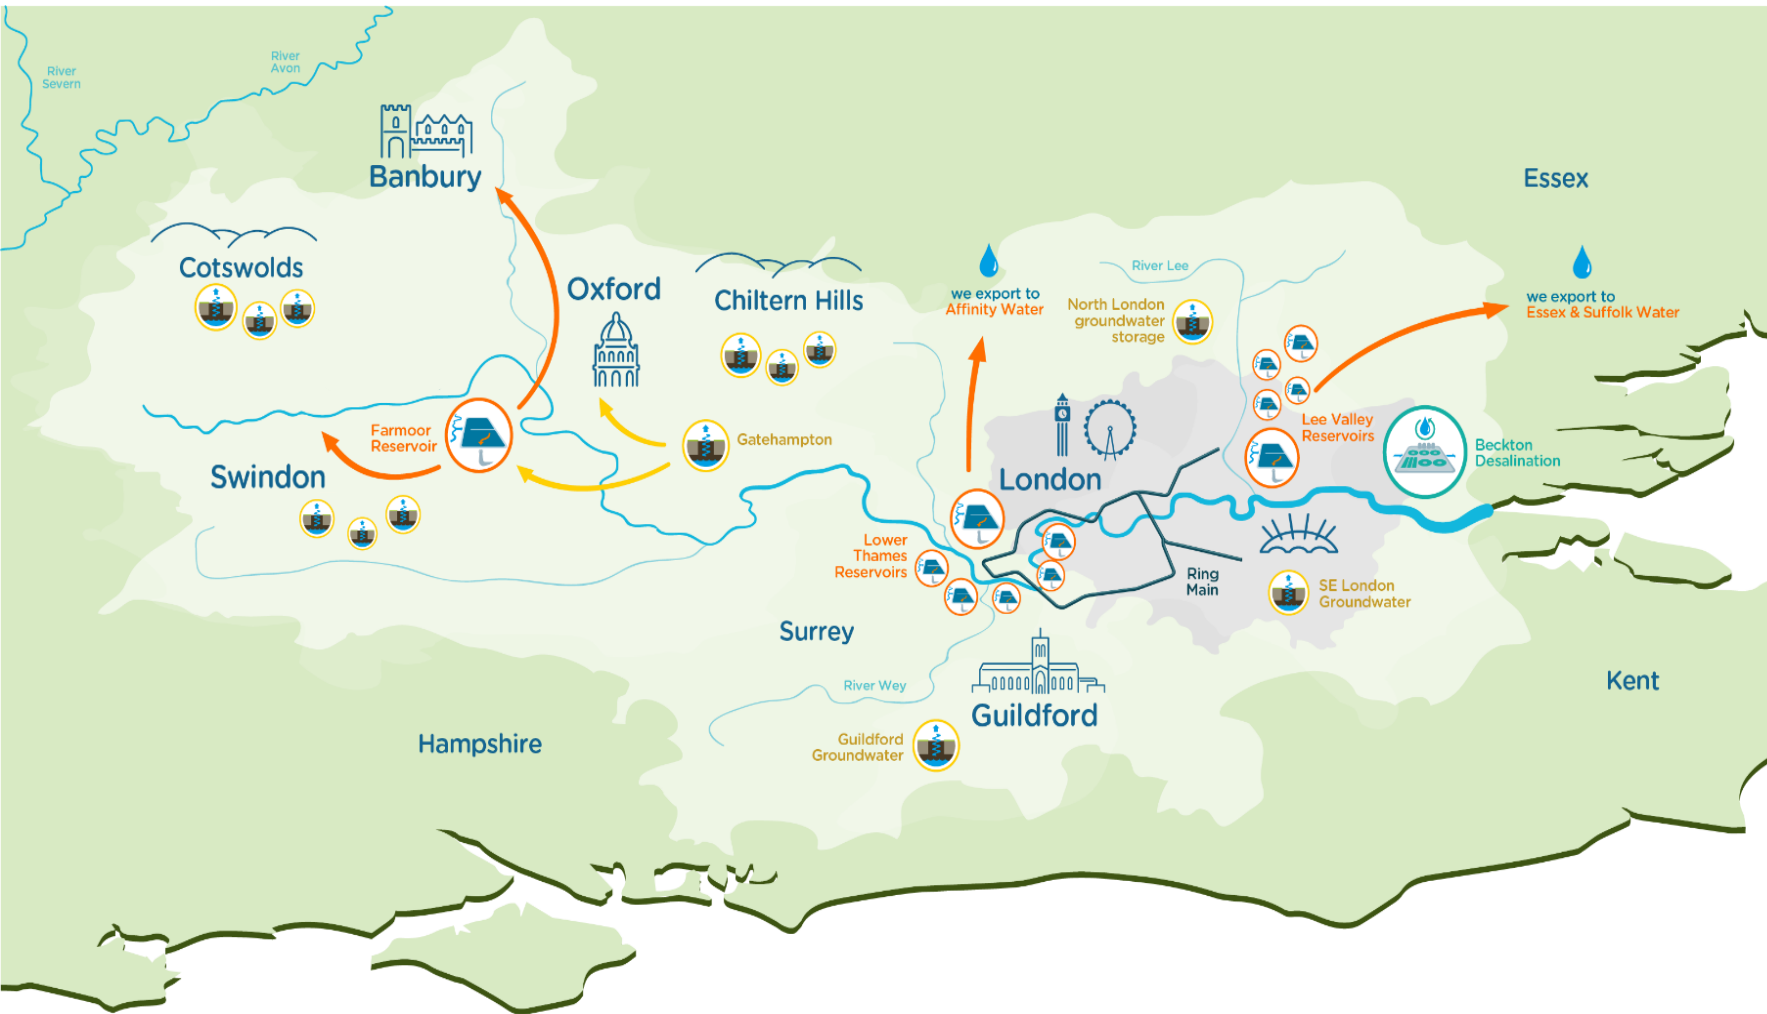 River
Severn
River
Avon
Banbury
Essex
Cotswolds
Oxford
Chiltern Hills
we export to
Affinity Water
River Lee
North London
groundwater
storage
we export to
Essex & Suffolk Water
Farmoor
Reservoir
Gatehampton
Lee Valley
Reservoirs
Beckton
Desalination
Swindon
London
Lower
Thames
Reservoirs
Ring
Main
SE London
Groundwater
Surrey
River Wey
Guildford
Kent
Guildford
Groundwater
Hampshire